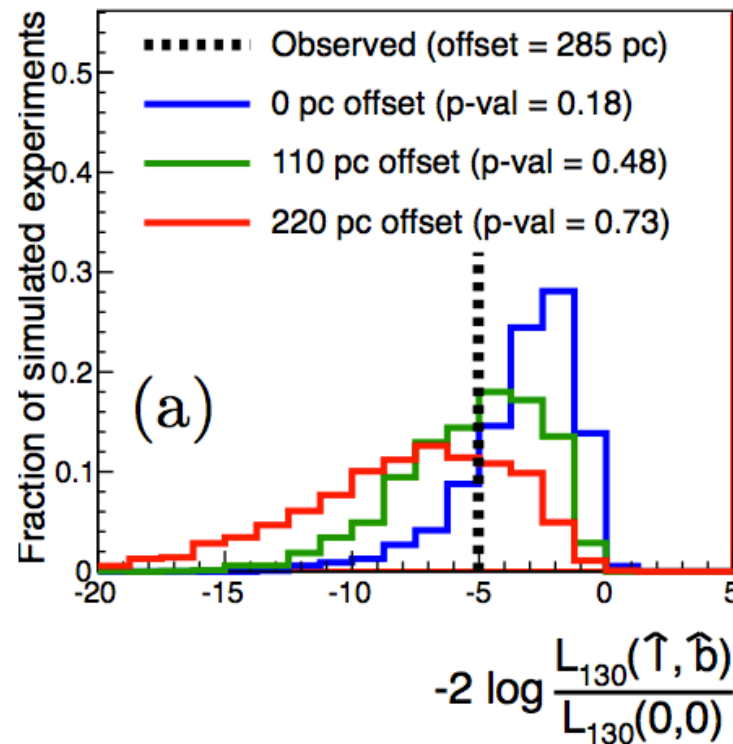 Fraction of simulated experiments
Observed (offset = 285 pc)
0 pc offset (p-val = 0.18)
110 pc offset (p-val = 0.48)
220 pc offset (p-val = 0.73)
(a)
0.5
0.4
0.3
0.2
0.1
0
-20 -15 -10 -5 0 5
-2 log L₁₃₀(l̂, b̂)
L₁₃₀(0,0)